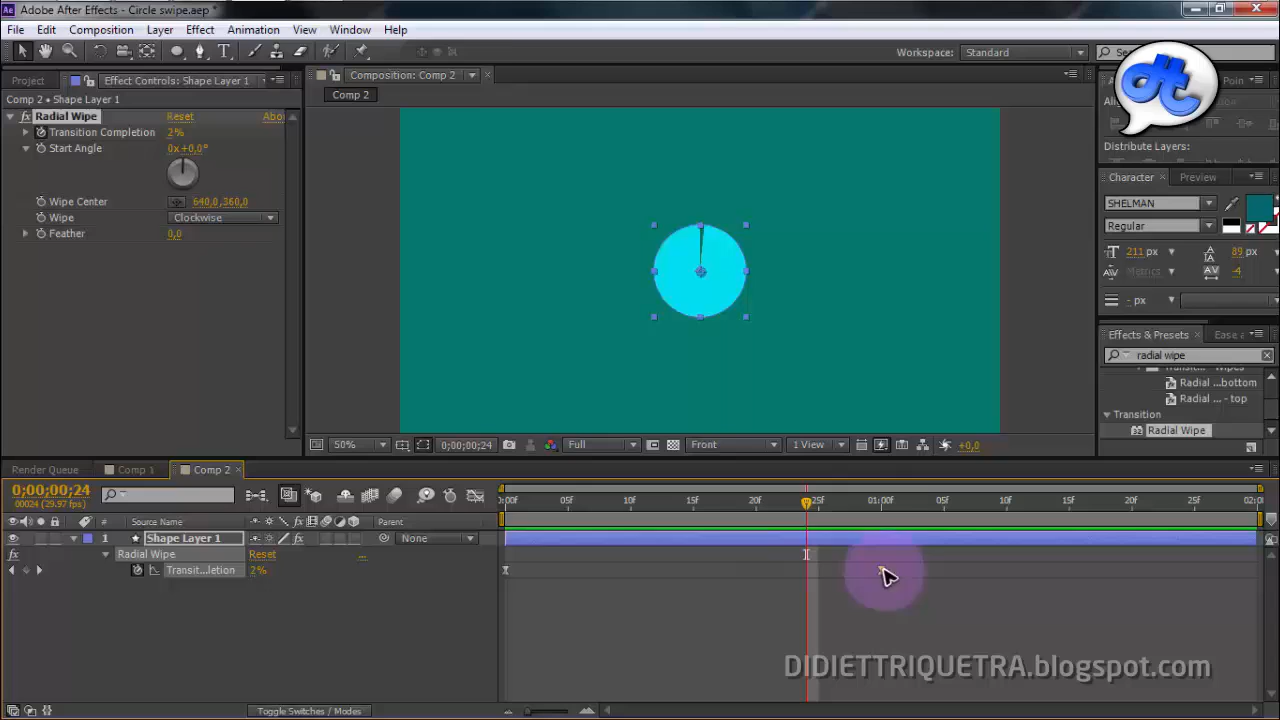 Adobe After Effects - Circle swipe.aep *
File Edit Composition Layer Effect Animation View Window Help
Workspace: Standard
Project Effect Controls: Shape Layer 1
Composition: Comp 2
dt
Comp 2 • Shape Layer 1
Comp 2
Radial Wipe Reset Abo
Transition Completion 2%
Start Angle 0x+0,0°
Wipe Center 640,0,360,0
Wipe Clockwise
Feather 0,0
Distribute Layers:
Character Preview
SHELMAN
Regular
211 px 89 px
Metrics -4
- px
Effects & Presets Ease a
radial wipe
Radial ...bottom
Radial ... - top
Transition
Radial Wipe
50% 0;00;00;24 Full Front 1 View +0,0
Render Queue Comp 1 Comp 2
0;00;00;24
00024 (29.97 fps)
:00F 05F 10F 15F 20F 25F 01:00F 05F 10F 15F 20F 25F 02:0
# Source Name Parent
1 Shape Layer 1 None
Radial Wipe Reset ...
Transit...letion 2%
DIDIETTRIQUETRA.blogspot.com
Toggle Switches / Modes